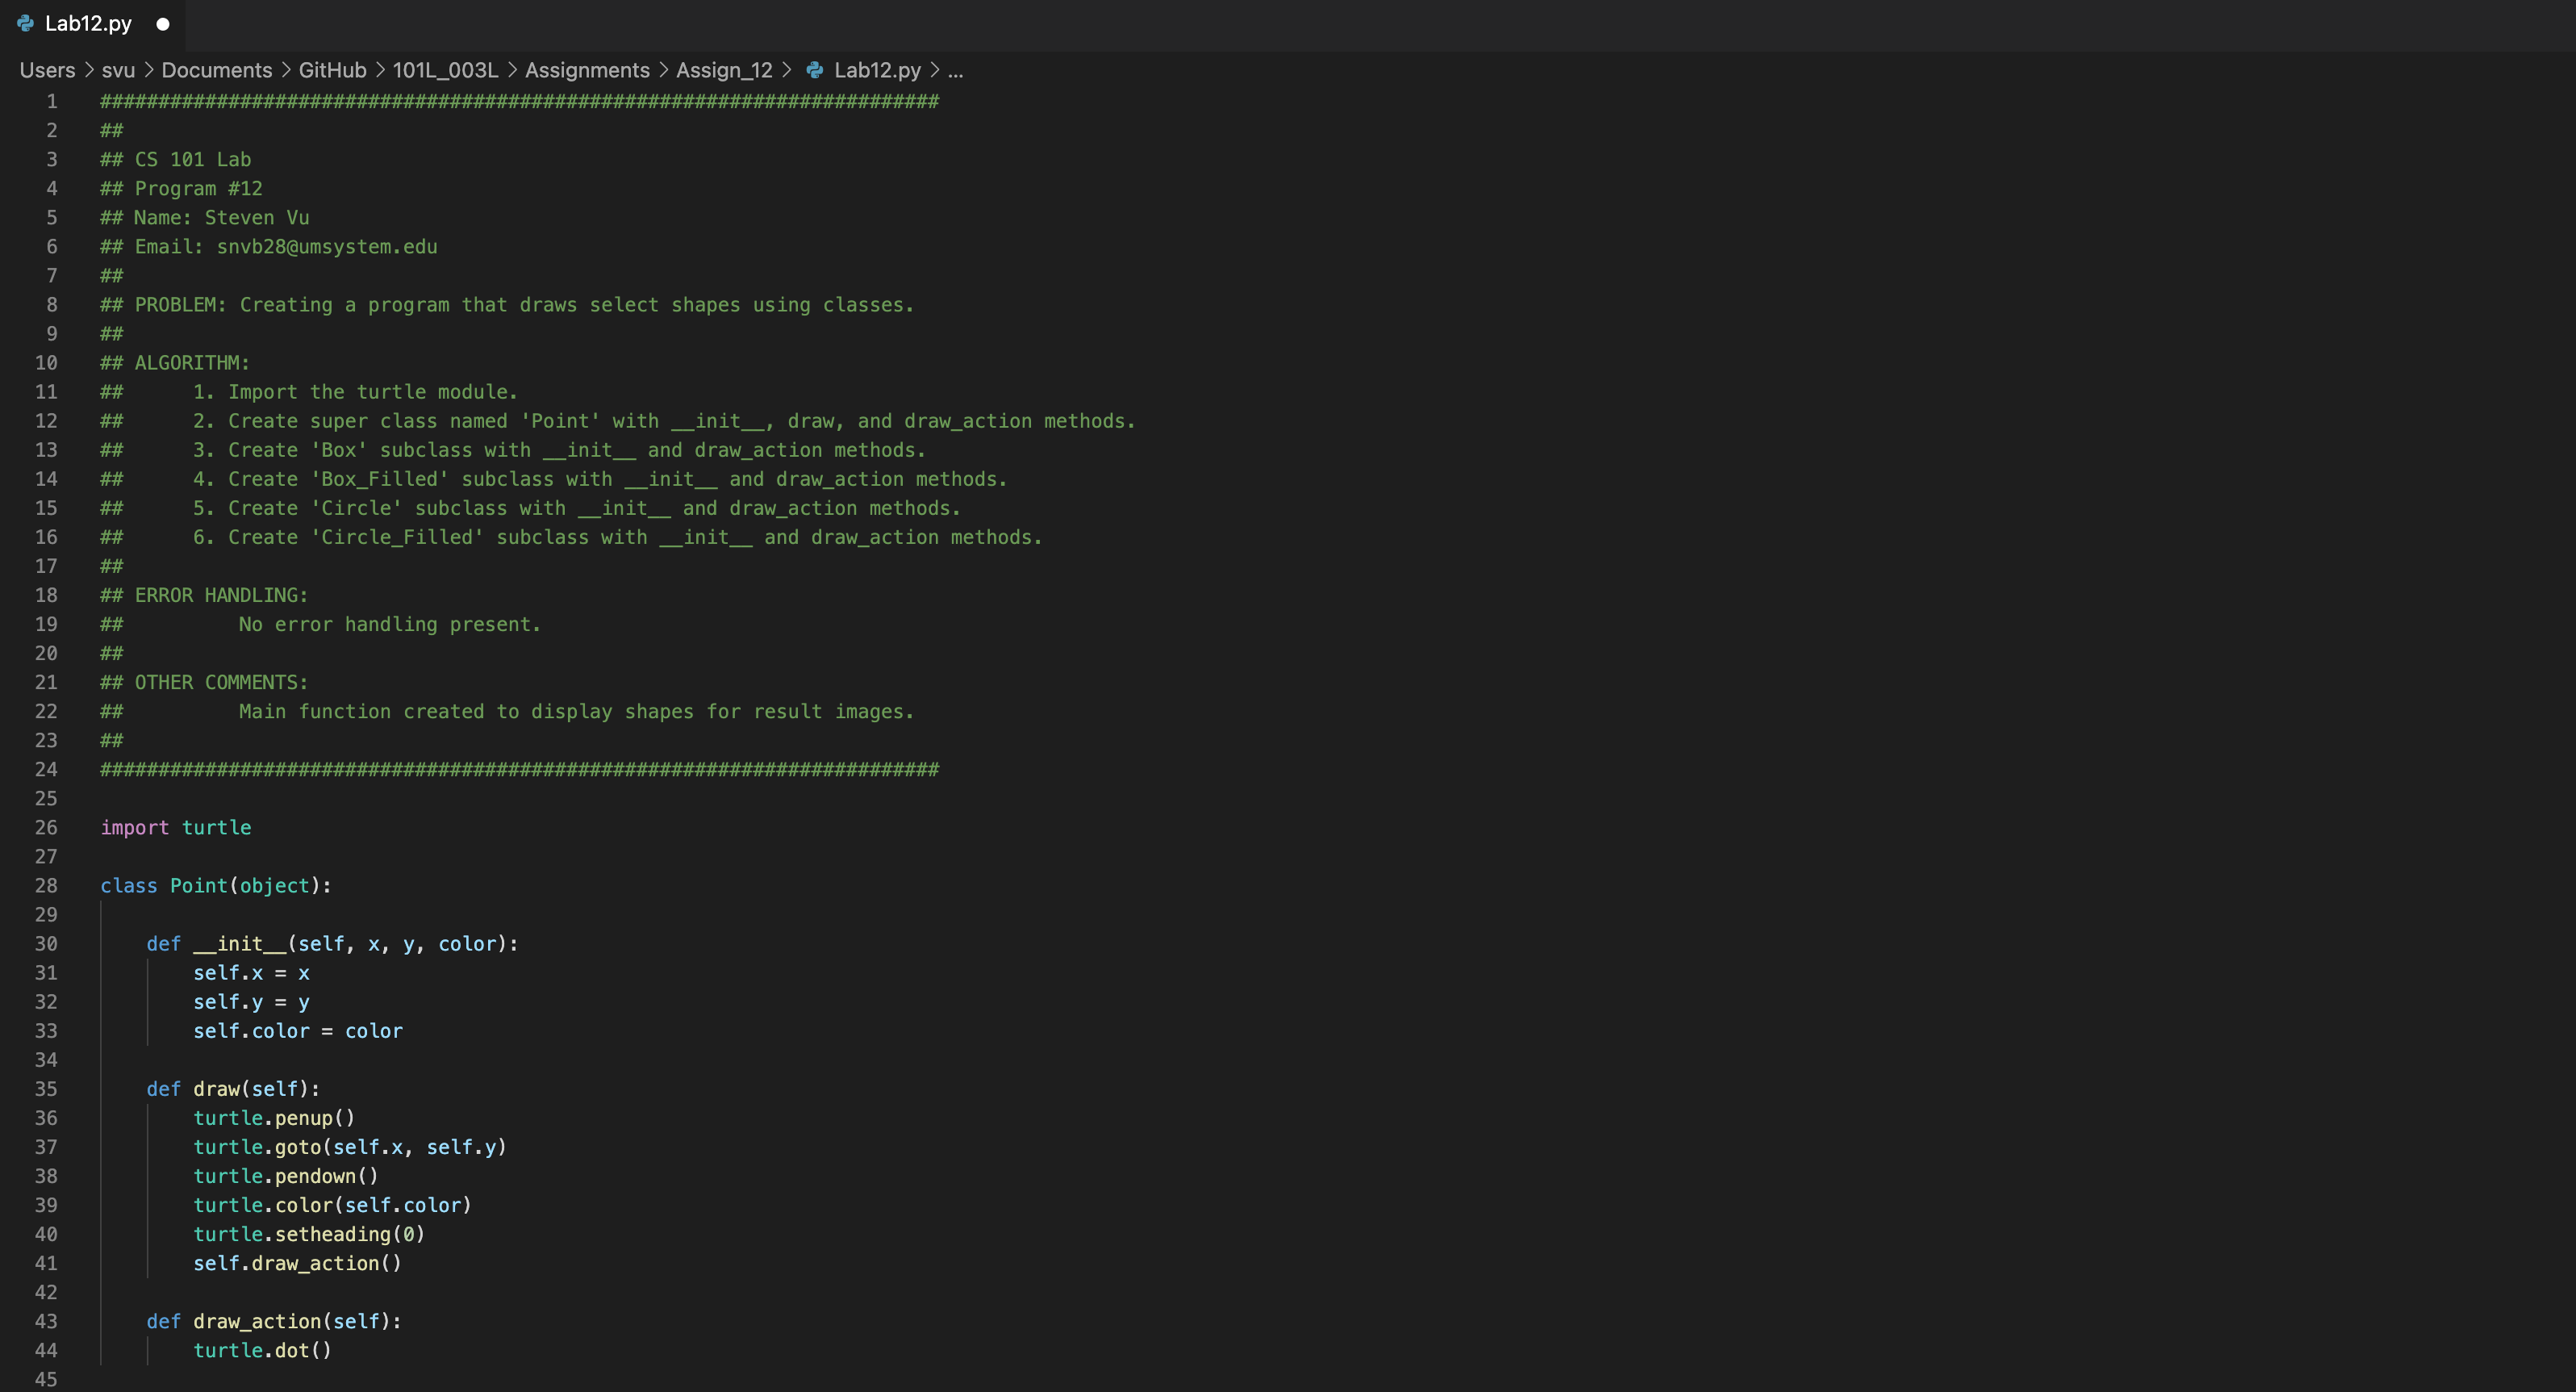 Lab12.py
Users > svu > Documents > GitHub > 101L_003L > Assignments > Assign_12 > Lab12.py > ...
1 ########################################################################
2 ##
3 ## CS 101 Lab
4 ## Program #12
5 ## Name: Steven Vu
6 ## Email: snvb28@umsystem.edu
7 ##
8 ## PROBLEM: Creating a program that draws select shapes using classes.
9 ##
10 ## ALGORITHM:
11 ##      1. Import the turtle module.
12 ##      2. Create super class named 'Point' with __init__, draw, and draw_action methods.
13 ##      3. Create 'Box' subclass with __init__ and draw_action methods.
14 ##      4. Create 'Box_Filled' subclass with __init__ and draw_action methods.
15 ##      5. Create 'Circle' subclass with __init__ and draw_action methods.
16 ##      6. Create 'Circle_Filled' subclass with __init__ and draw_action methods.
17 ##
18 ## ERROR HANDLING:
19 ##          No error handling present.
20 ##
21 ## OTHER COMMENTS:
22 ##          Main function created to display shapes for result images.
23 ##
24 ########################################################################
25
26 import turtle
27
28 class Point(object):
29
30     def __init__(self, x, y, color):
31         self.x = x
32         self.y = y
33         self.color = color
34
35     def draw(self):
36         turtle.penup()
37         turtle.goto(self.x, self.y)
38         turtle.pendown()
39         turtle.color(self.color)
40         turtle.setheading(0)
41         self.draw_action()
42
43     def draw_action(self):
44         turtle.dot()
45